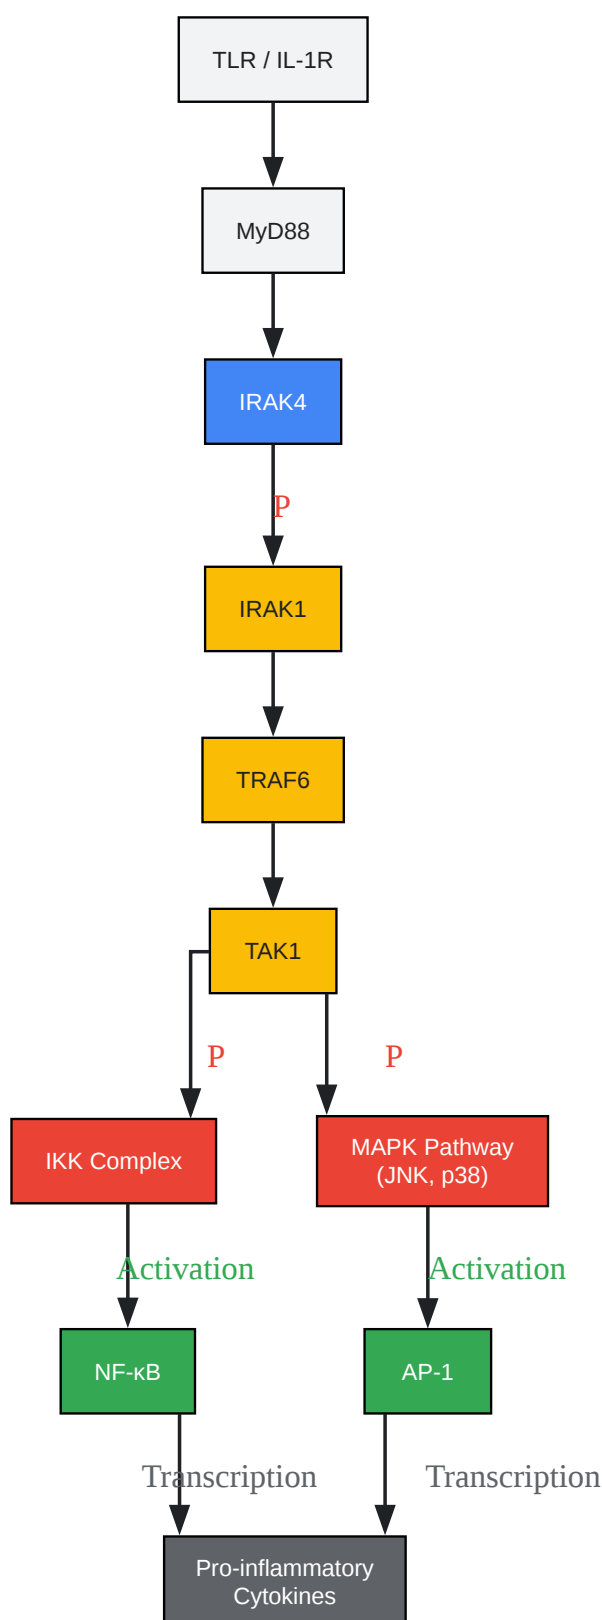 TLR / IL-1R
MyD88
IRAK4
P
IRAK1
TRAF6
TAK1
P
P
IKK Complex
MAPK Pathway
(JNK, p38)
Activation
Activation
NF-κB
AP-1
Transcription
Transcription
Pro-inflammatory
Cytokines